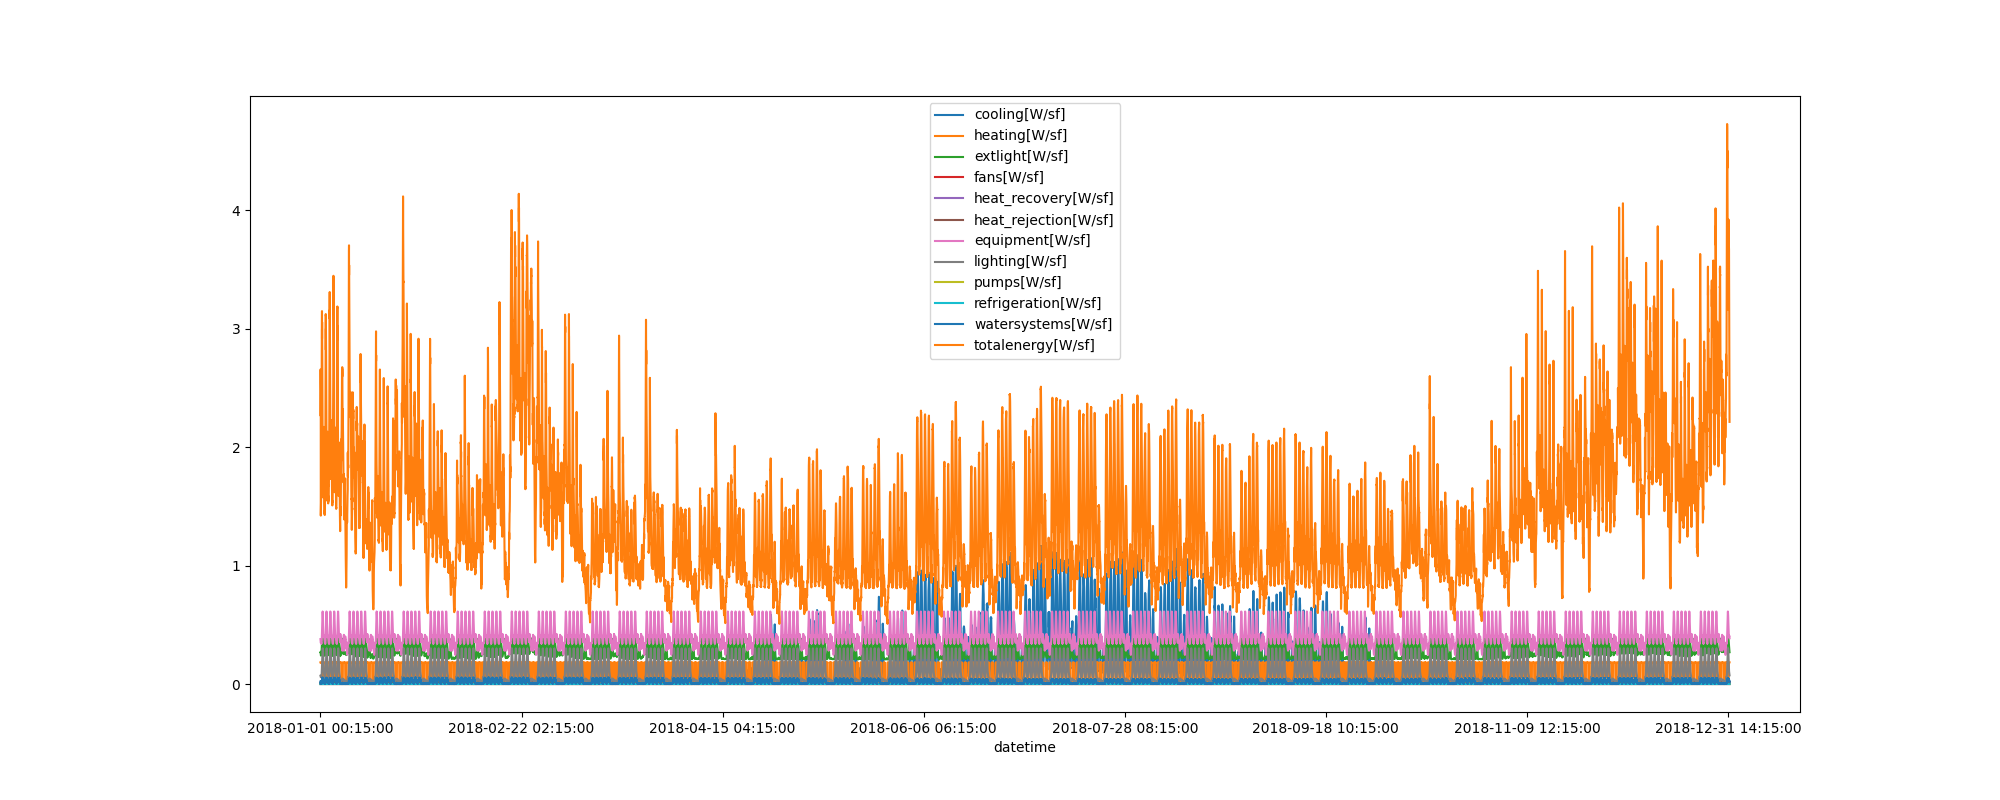 cooling[W/sf]
heating[W/sf]
extlight[W/sf]
fans[W/sf]
heat_recovery[W/sf]
heat_rejection[W/sf]
equipment[W/sf]
lighting[W/sf]
pumps[W/sf]
refrigeration[W/sf]
watersystems[W/sf]
totalenergy[W/sf]
4
3
2
1
0
2018-01-01 00:15:00
2018-02-22 02:15:00
2018-04-15 04:15:00
2018-06-06 06:15:00
2018-07-28 08:15:00
2018-09-18 10:15:00
2018-11-09 12:15:00
2018-12-31 14:15:00
datetime